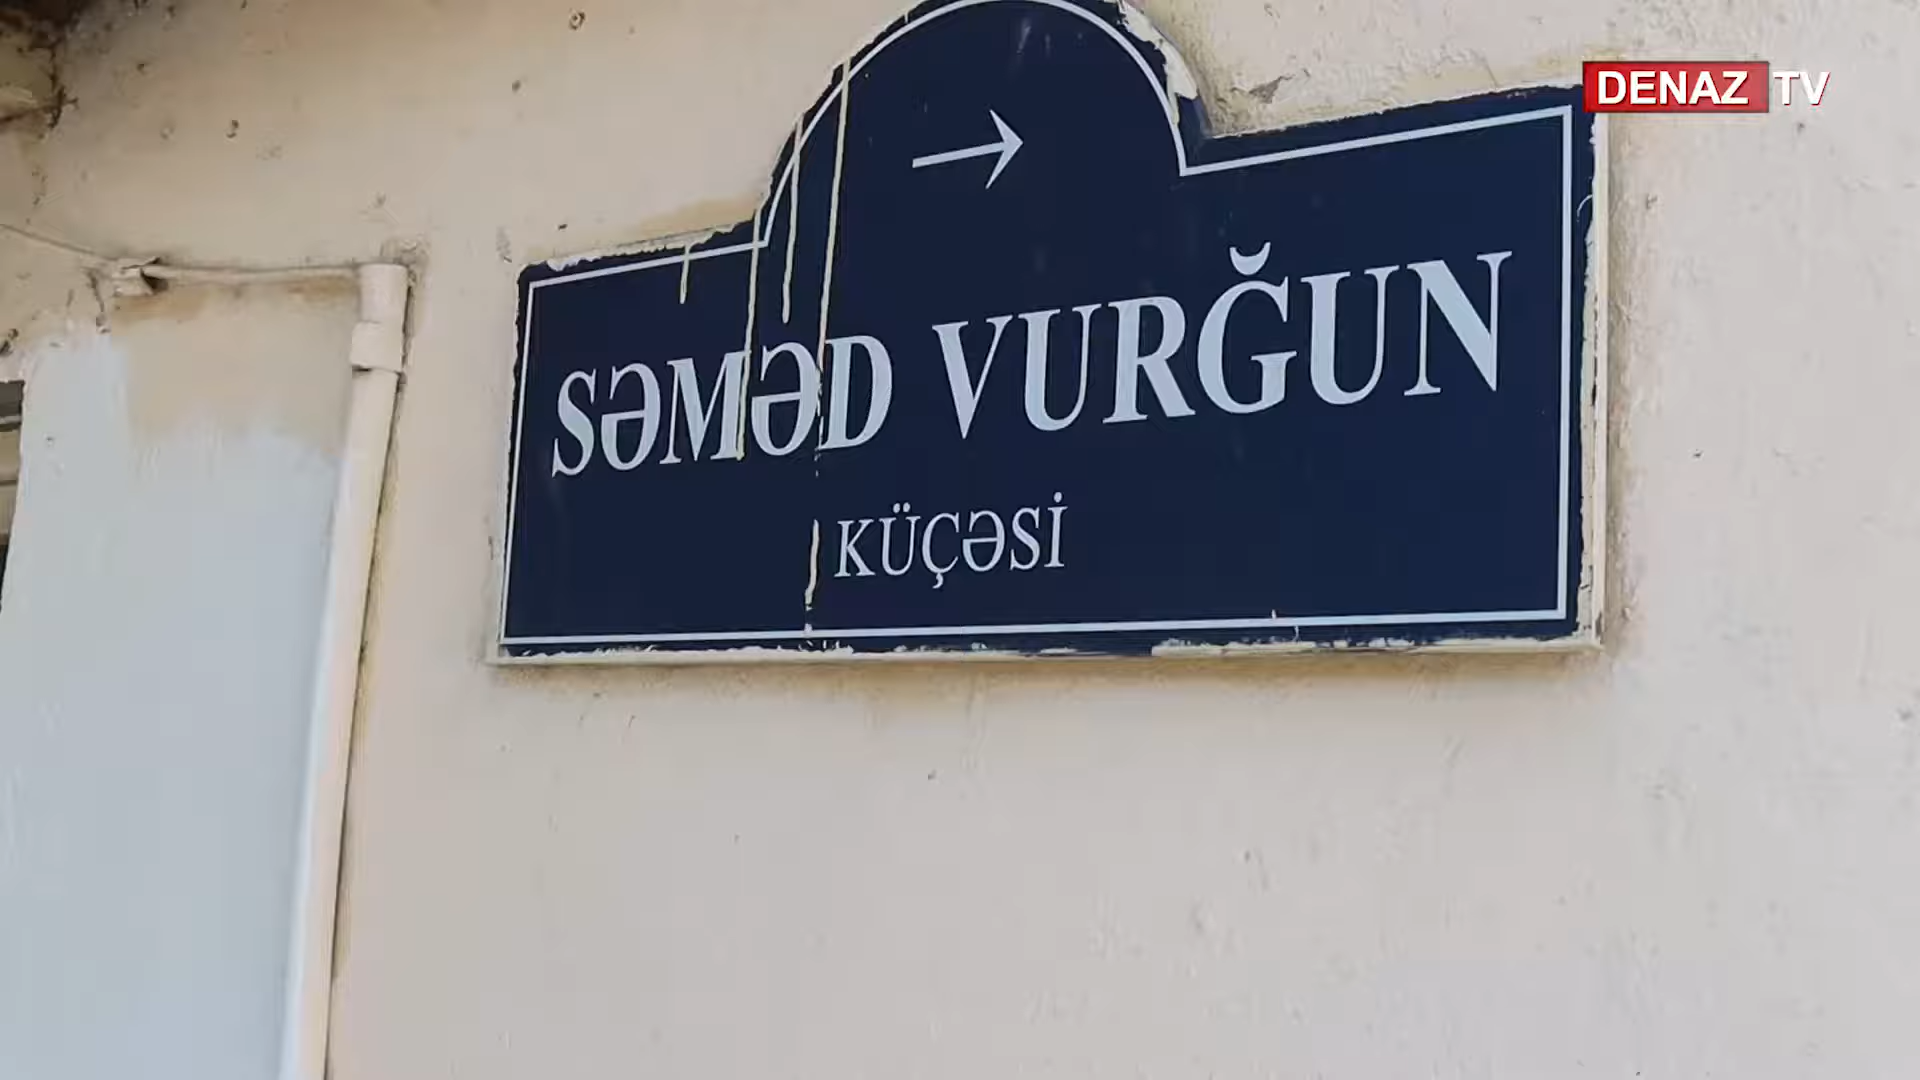 DENAZ TV
→
SƏMƏD VURĞUN
KÜÇƏSİ